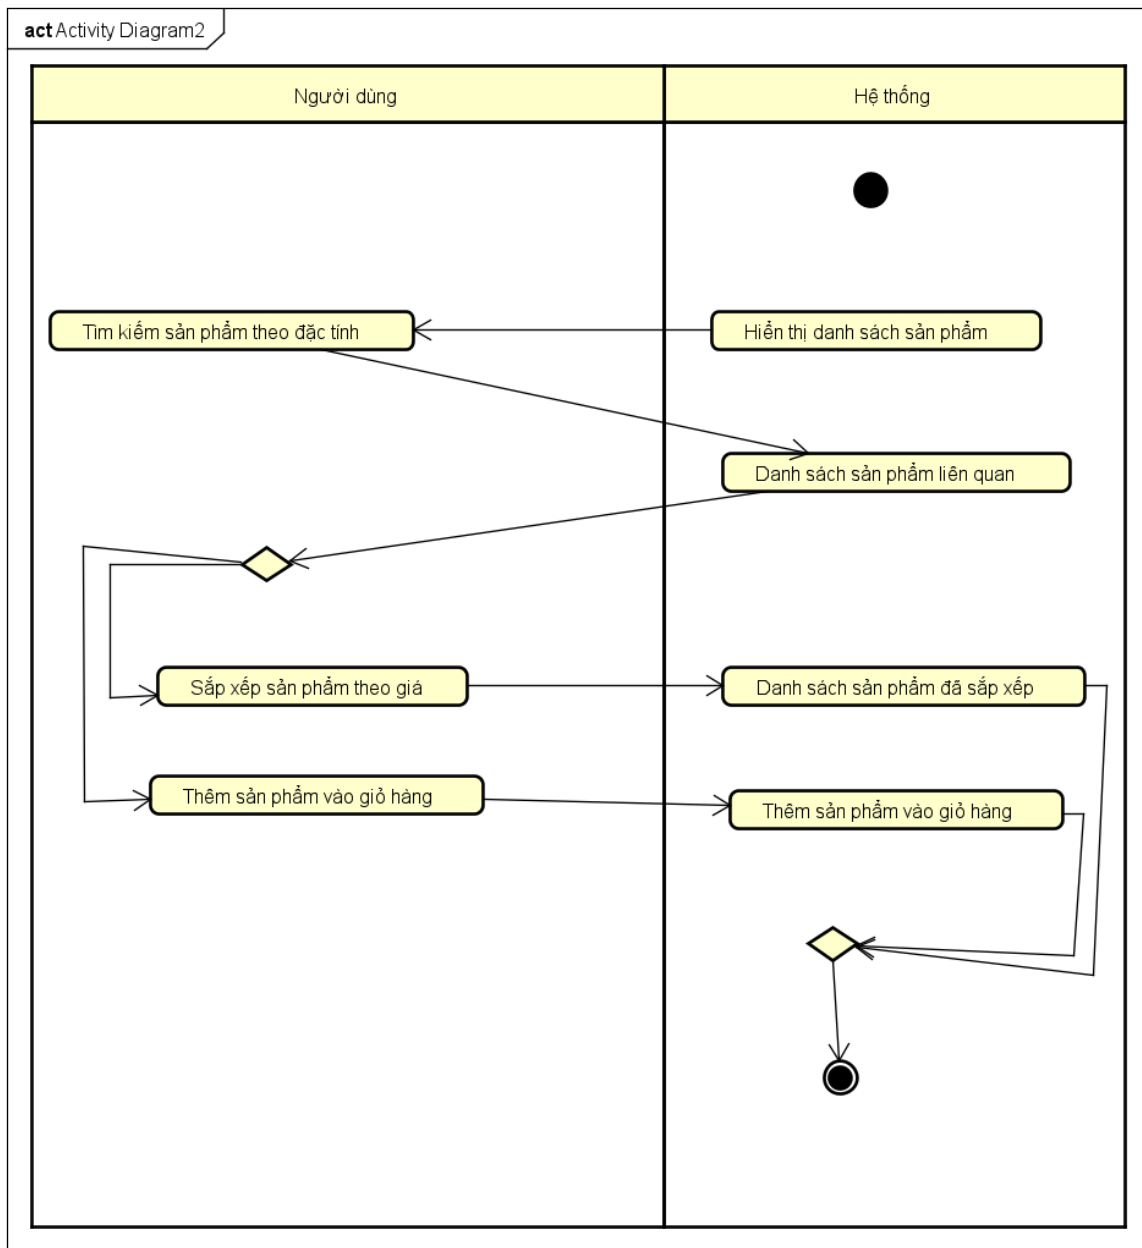 act Activity Diagram2
Người dùng
Hệ thống
Tìm kiếm sản phẩm theo đặc tính
Hiển thị danh sách sản phẩm
Danh sách sản phẩm liên quan
Sắp xếp sản phẩm theo giá
Danh sách sản phẩm đã sắp xếp
Thêm sản phẩm vào giỏ hàng
Thêm sản phẩm vào giỏ hàng